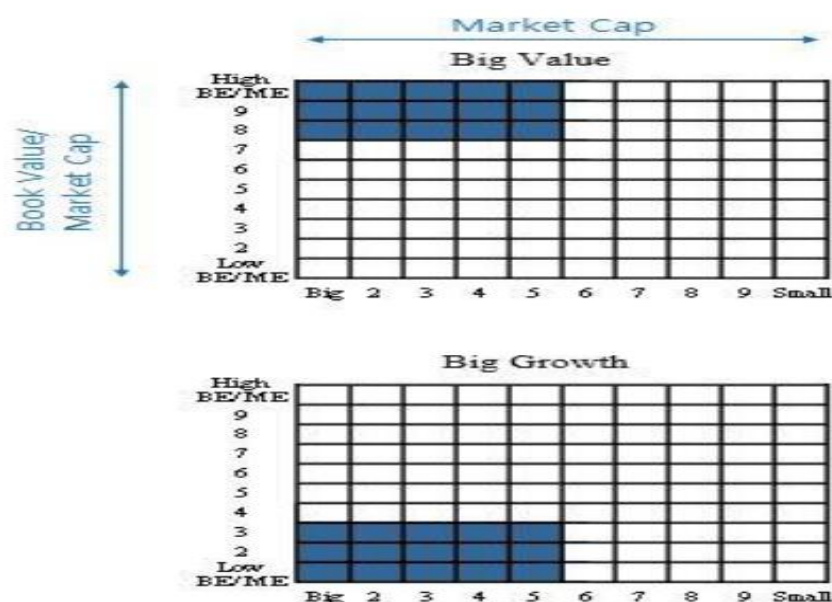 Market Cap
Big Value
High
BE/ME
9
8
7
6
5
4
3
2
Low
BE/ME
Book Value/
Market Cap
Big 2 3 4 5 6 7 8 9 Small
Big Growth
High
BE/ME
9
8
7
6
5
4
3
2
Low
BE/ME
Big 2 3 4 5 6 7 8 9 Small